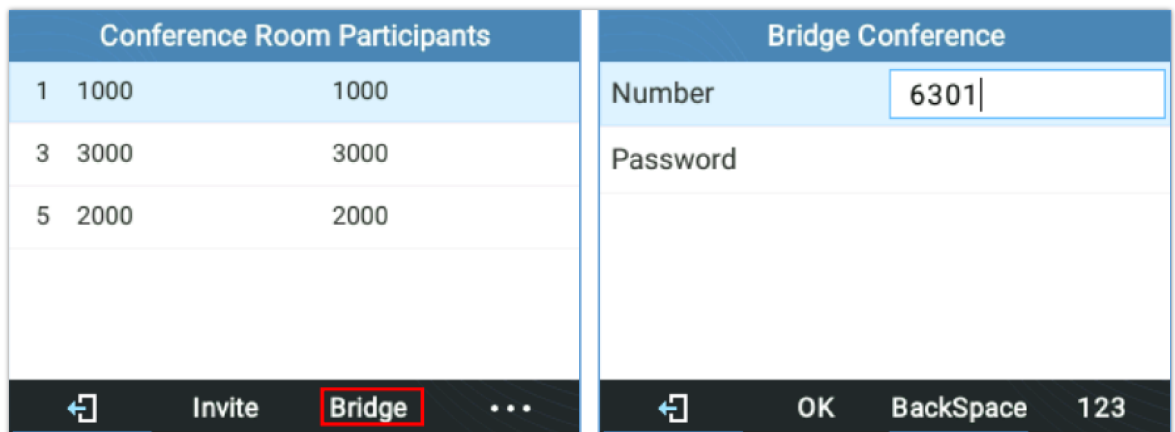 Conference Room Participants
1 1000 1000
3 3000 3000
5 2000 2000
Invite Bridge ...
Bridge Conference
Number 6301
Password
OK BackSpace 123